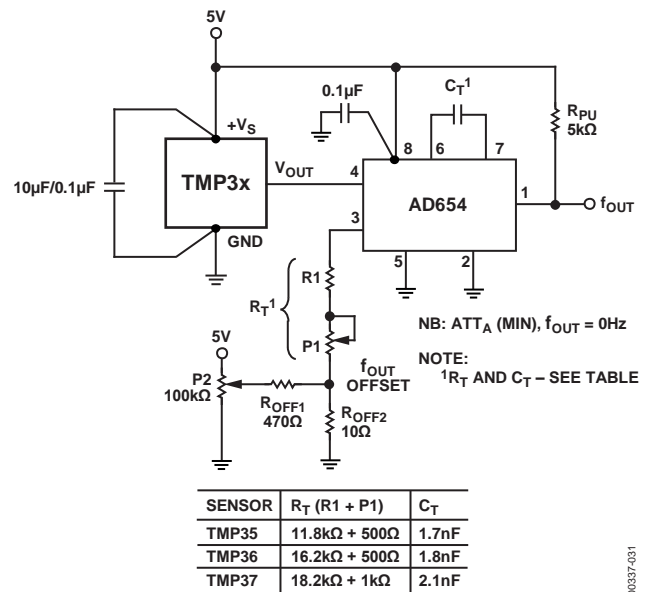 5V
0.1µF
C_T^1
R_PU
5kΩ
+V_S
8
6
7
10µF/0.1µF
TMP3x
V_OUT
4
AD654
1
f_OUT
3
GND
5
2
R1
R_T^1
P1
NB: ATT_A (MIN), f_OUT = 0Hz
5V
f_OUT
OFFSET
NOTE:
^1R_T AND C_T – SEE TABLE
P2
100kΩ
R_OFF1
470Ω
R_OFF2
10Ω
SENSOR R_T (R1 + P1) C_T
TMP35 11.8kΩ + 500Ω 1.7nF
TMP36 16.2kΩ + 500Ω 1.8nF
TMP37 18.2kΩ + 1kΩ 2.1nF
00337-031